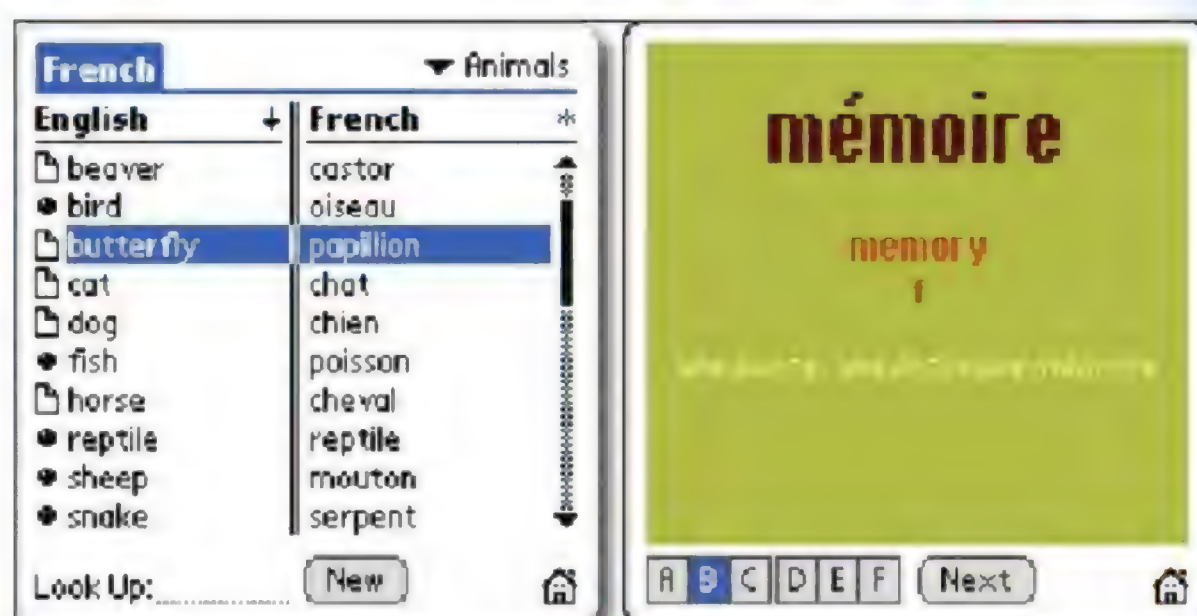 French Animals
English French
beaver castor
bird oiseau
butterfly papillion
cat chat
dog chien
fish poisson
horse cheval
reptile reptile
sheep mouton
snake serpent
Look Up: New
mémoire
memory
f
A B C D E F Next